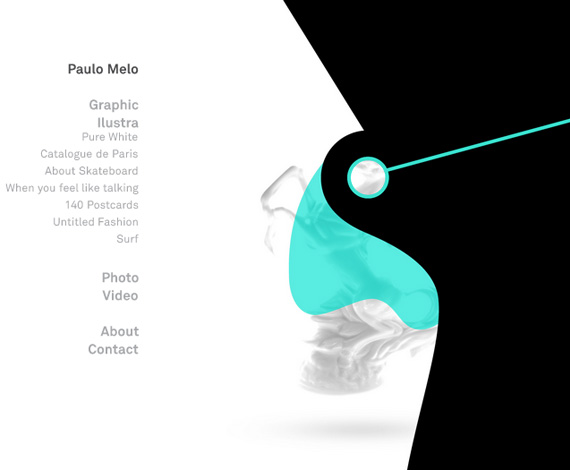 Paulo Melo
Graphic
Ilustra
Pure White
Catalogue de Paris
About Skateboard
When you feel like talking
140 Postcards
Untitled Fashion
Surf
Photo
Video
About
Contact